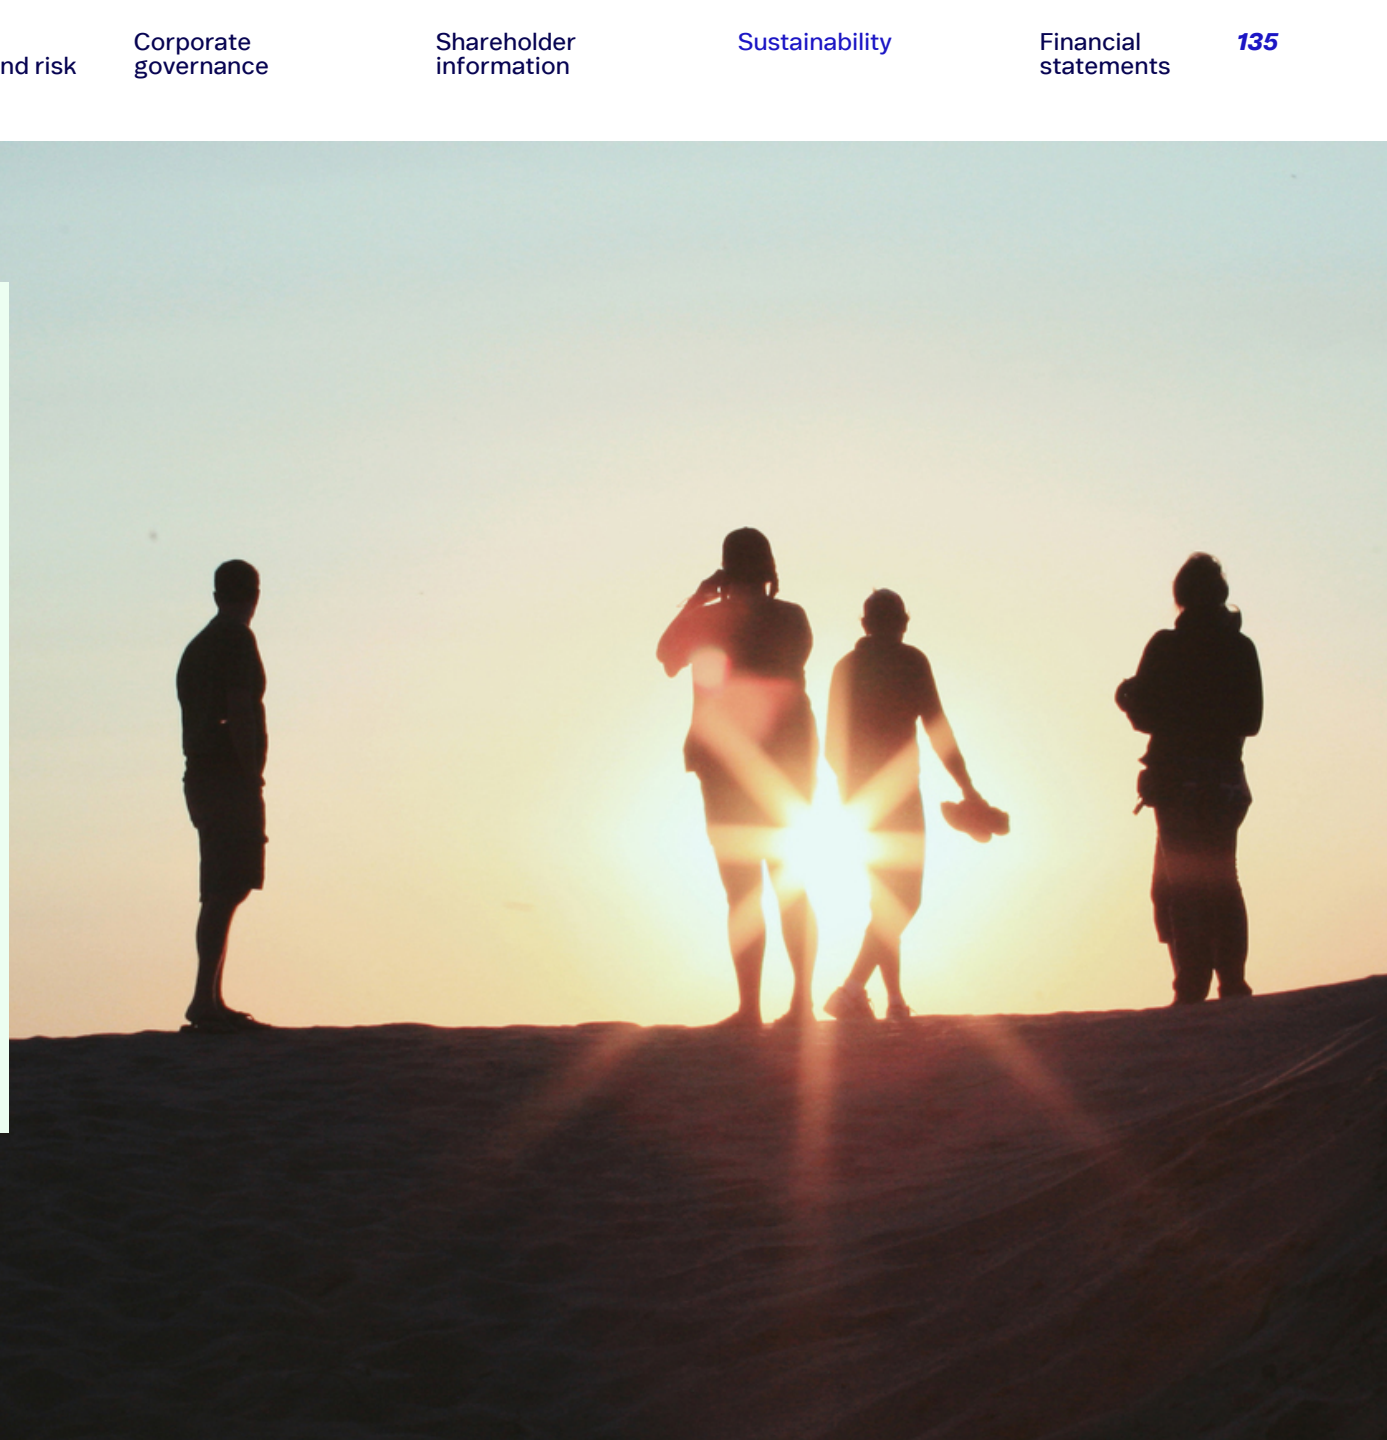 nd risk
Corporate
governance
Shareholder
information
Sustainability
Financial
statements
135